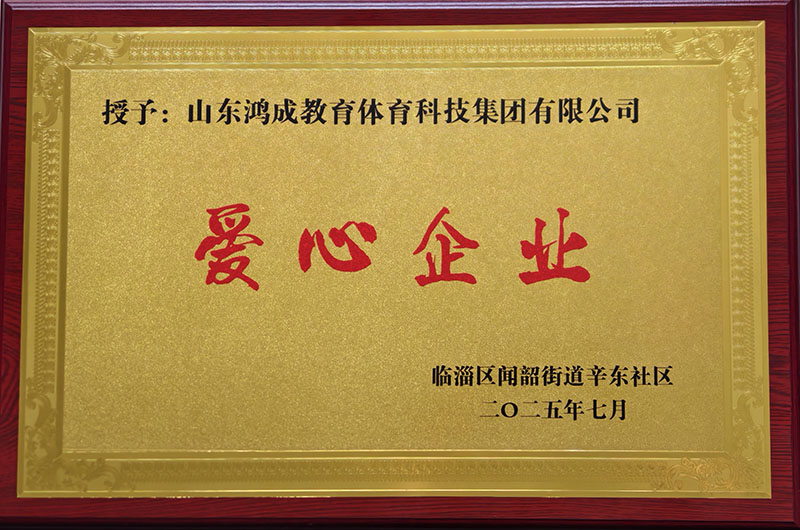 授予：山东鸿成教育体育科技集团有限公司
爱心企业
临淄区闻韶街道辛东社区
二〇二五年七月